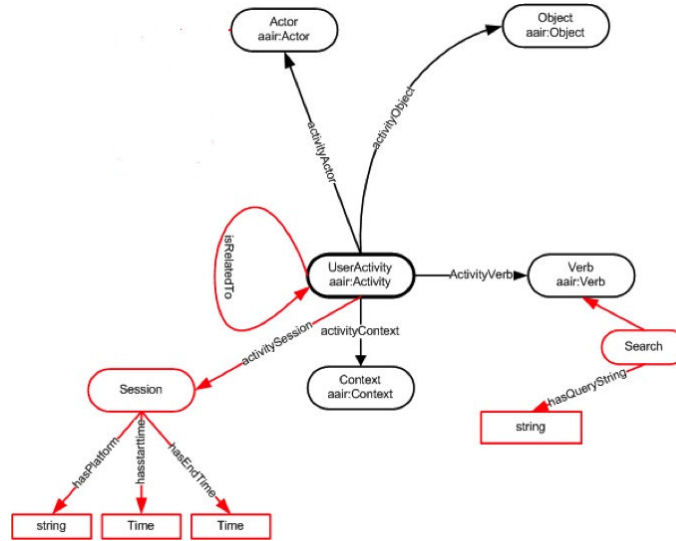 Actor
aair:Actor
Object
aair:Object
activityActor
activityObject
isRelatedTo
UserActivity
aair:Activity
ActivityVerb
Verb
aair:Verb
activitySession
activityContext
Search
Session
Context
aair:Context
hasQueryString
string
hasPlatform
hasstarttime
hasEndTime
string
Time
Time